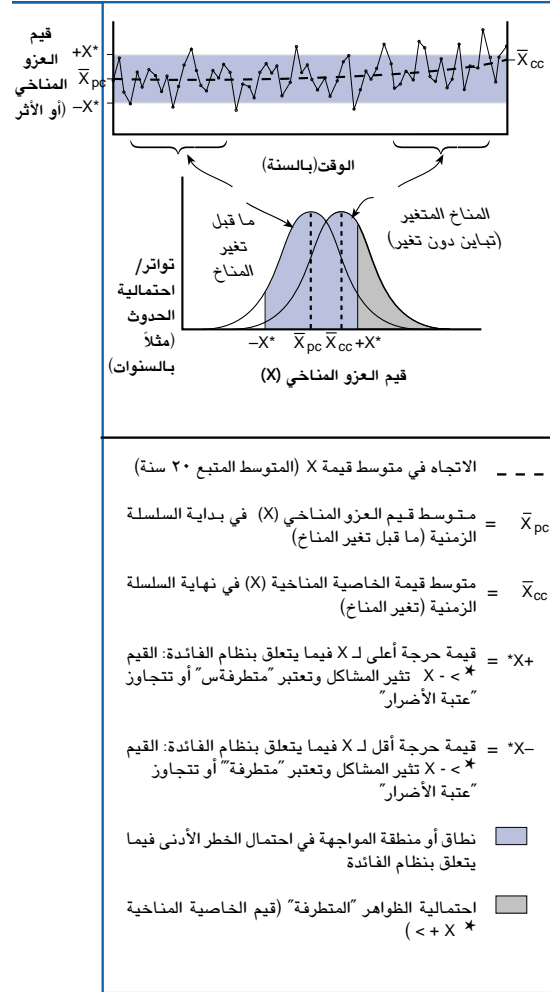 قيم
العزو
المناخي
(أو الأثر
+X*
X̅pc
–X*
X̅cc
الوقت(بالسنة)
ما قبل
تغير
المناخ
المناخ المتغير
(تباين دون تغير)
تواتر/
احتمالية
الحدوث
(مثلاً
بالسنوات)
–X* X̅pc X̅cc +X*
قيم العزو المناخي (X)
– – – الاتجاه في متوسط قيمة X (المتوسط المتبع ٢٠ سنة)
X̅pc = متوسط قيم العزو المناخي (X) في بداية السلسلة
الزمنية (ما قبل تغير المناخ)
X̅cc = متوسط قيمة الخاصية المناخية (X) في نهاية السلسلة
الزمنية (تغير المناخ)
+X* = قيمة حرجة أعلى لـ X فيما يتعلق بنظام الفائدة: القيم
* < - X تثير المشاكل وتعتبر "متطرفةس" أو تتجاوز
"عتبة الأضرار"
–X* = قيمة حرجة أقل لـ X فيما يتعلق بنظام الفائدة: القيم
* < - X تثير المشاكل وتعتبر "متطرفة"" أو تتجاوز
"عتبة الأضرار"
نطاق أو منطقة المواجهة في احتمال الخطر الأدنى فيما
يتعلق بنظام الفائدة
احتمالية الظواهر "المتطرفة" (قيم الخاصية المناخية
* X + > )